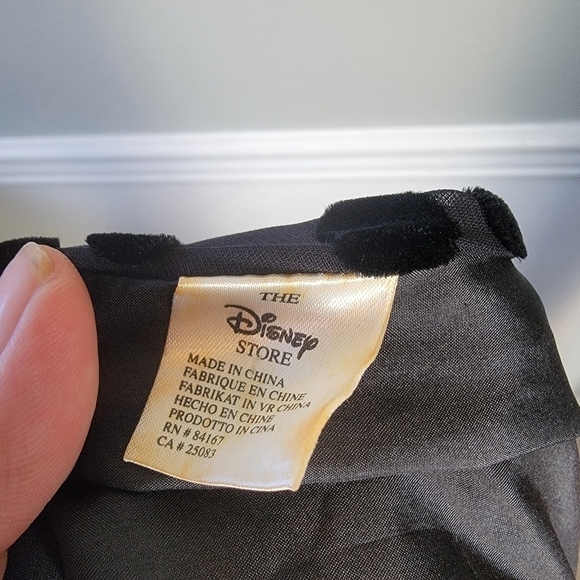 THE
Disney
STORE
MADE IN CHINA
FABRIQUE EN CHINE
FABRIKAT IN VR CHINA
HECHO EN CHINE
PRODOTTO IN CINA
RN # 84167
CA # 25083